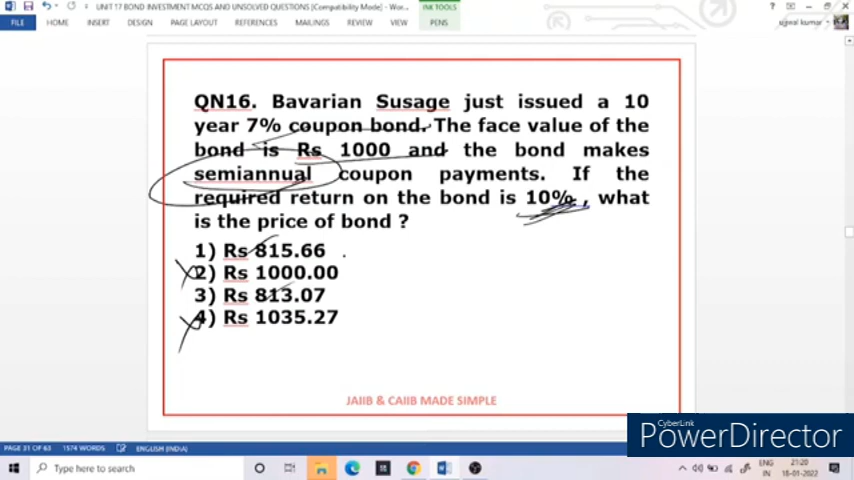 UNIT 17 BOND INVESTMENT MCQS AND UNSOLVED QUESTIONS [Compatibility Mode] - Wor...
INK TOOLS
FILE
HOME
INSERT
DESIGN
PAGE LAYOUT
REFERENCES
MAILINGS
REVIEW
VIEW
PENS
ujjwal kumar
QN16. Bavarian Susage just issued a 10
year 7% coupon bond. The face value of the
bond is Rs 1000 and the bond makes
semiannual coupon payments. If the
required return on the bond is 10% , what
is the price of bond ?
1) Rs 815.66
2) Rs 1000.00
3) Rs 813.07
4) Rs 1035.27
JAIIB & CAIIB MADE SIMPLE
CyberLink
PowerDirector
PAGE 31 OF 63
1574 WORDS
ENGLISH (INDIA)
Type here to search
ENG
IN
21:20
18-01-2022